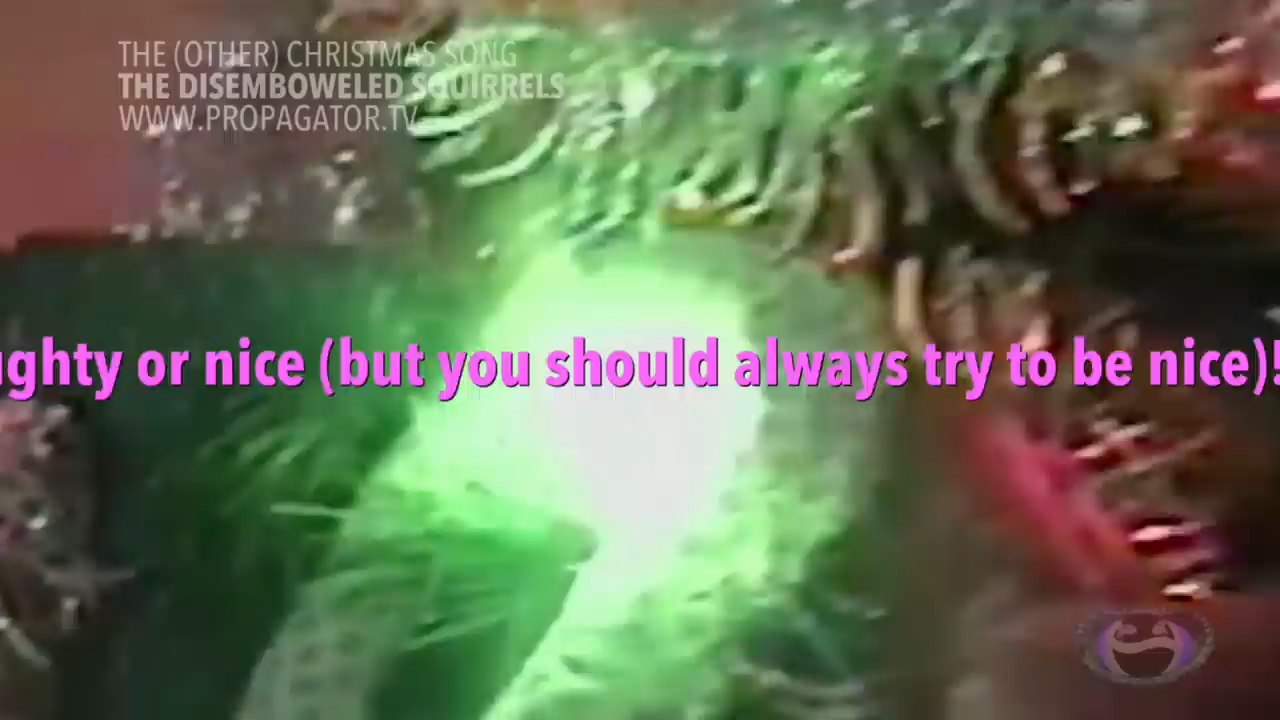 THE (OTHER) CHRISTMAS SONG
THE DISEMBOWELED SQUIRRELS
WWW.PROPAGATOR.TV
ghty or nice (but you should always try to be nice)!